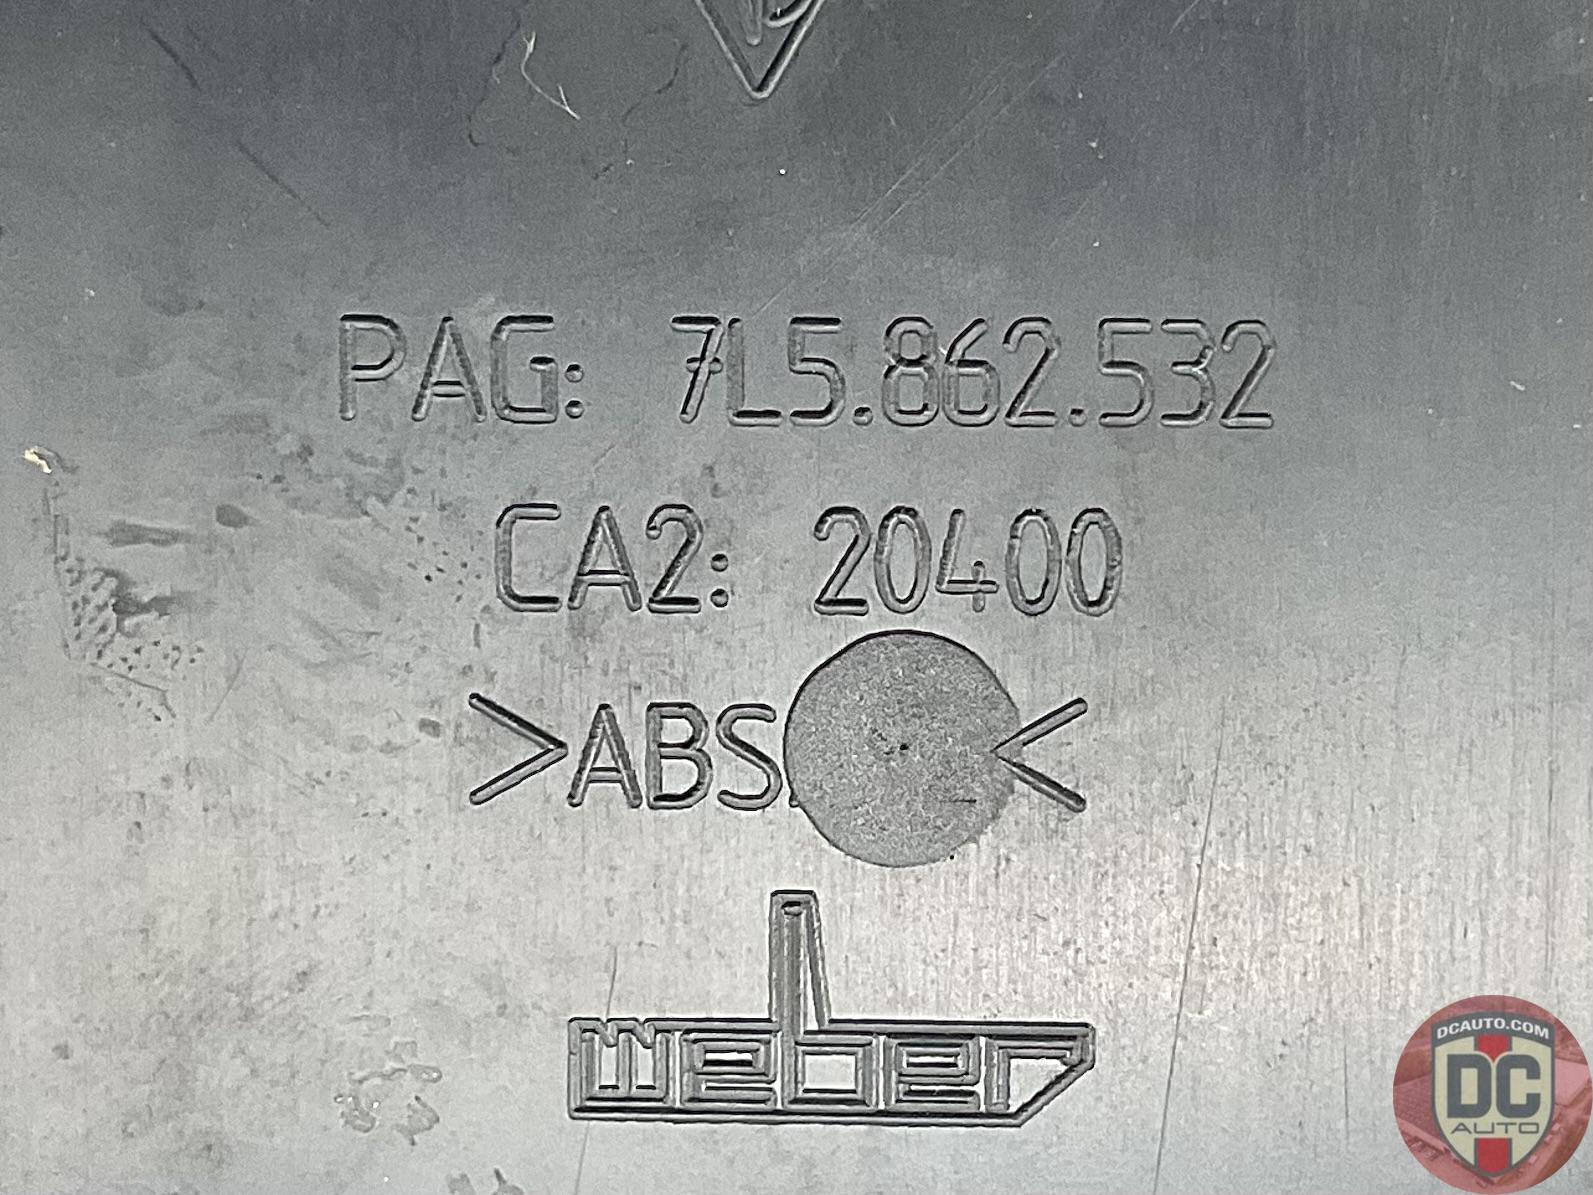 PAG: 7L5.862.532
CA2: 20400
>ABS <
weber
DCAUTO.COM
DC
AUTO